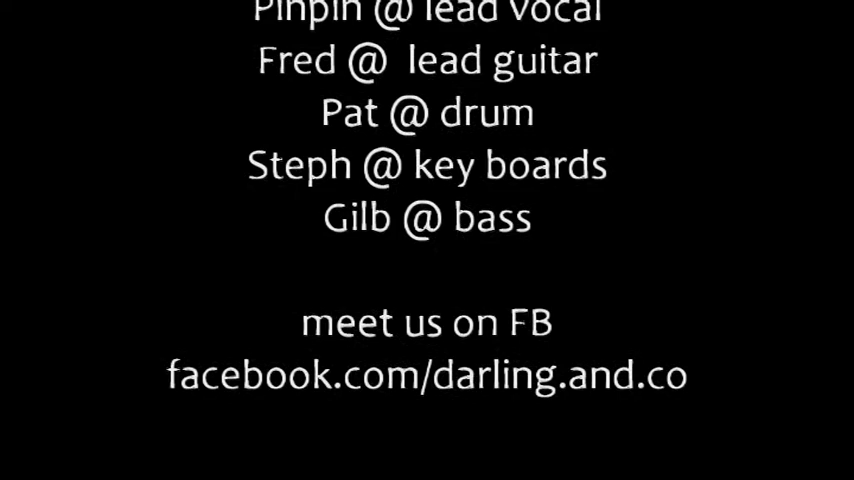 Pinpin @ lead vocal
Fred @ lead guitar
Pat @ drum
Steph @ key boards
Gilb @ bass
meet us on FB
facebook.com/darling.and.co